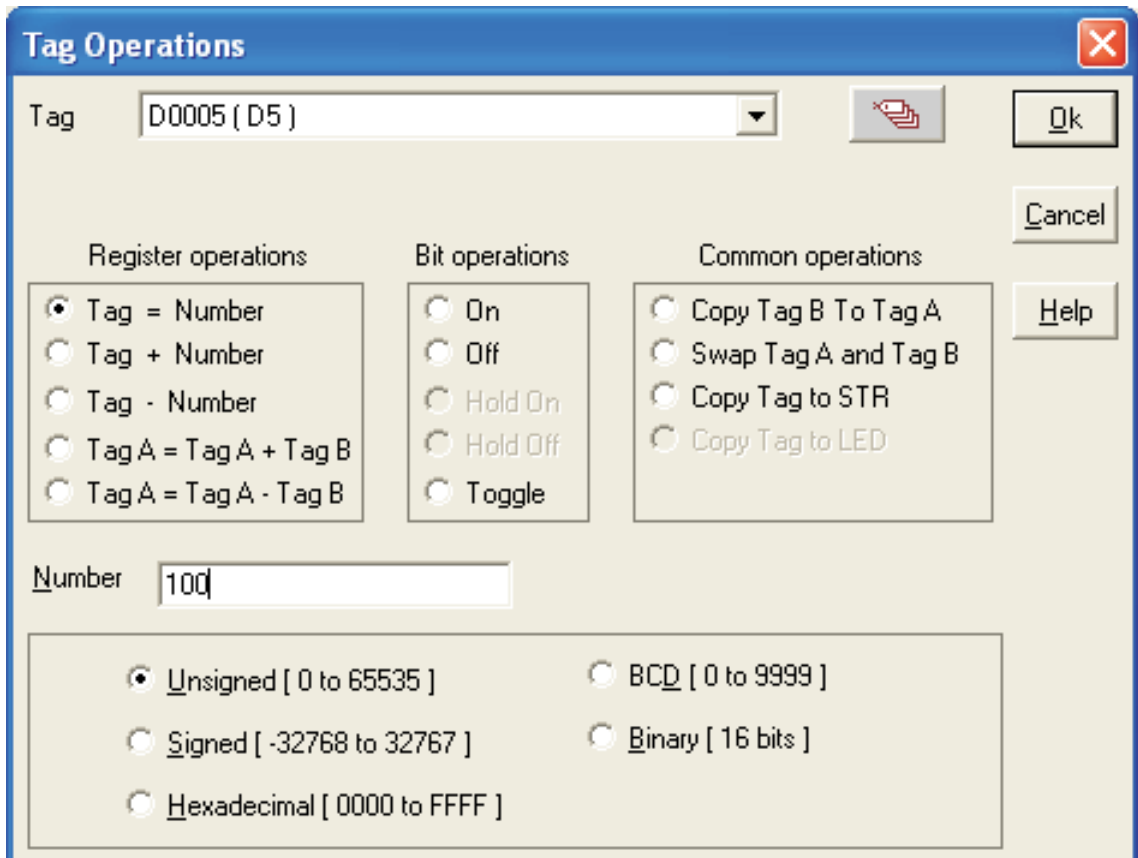 Tag Operations
Tag D0005 ( D5 ) Ok
Cancel
Register operations Bit operations Common operations
Tag = Number On Copy Tag B To Tag A Help
Tag + Number Off Swap Tag A and Tag B
Tag - Number Hold On Copy Tag to STR
Tag A = Tag A + Tag B Hold Off Copy Tag to LED
Tag A = Tag A - Tag B Toggle
Number 100
Unsigned [ 0 to 65535 ] BCD [ 0 to 9999 ]
Signed [ -32768 to 32767 ] Binary [ 16 bits ]
Hexadecimal [ 0000 to FFFF ]